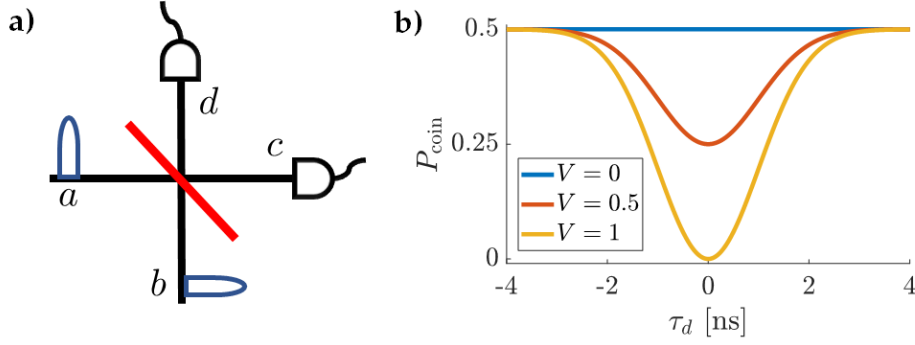 a)
d
c
a
b
b)
0.5
0.25
0
P_coin
V = 0
V = 0.5
V = 1
-4
-2
0
2
4
τ_d [ns]